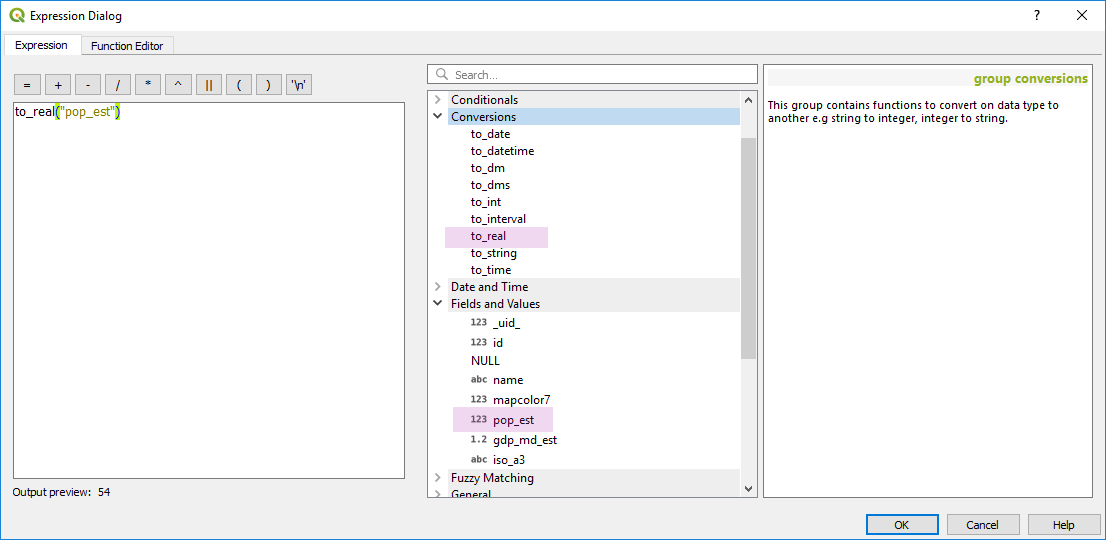 Expression Dialog
?
Expression
Function Editor
= + - / * ^ || ( ) '\n'
to_real("pop_est")
Output preview: 54
Search...
Conditionals
Conversions
to_date
to_datetime
to_dm
to_dms
to_int
to_interval
to_real
to_string
to_time
Date and Time
Fields and Values
123 _uid_
123 id
NULL
abc name
123 mapcolor7
123 pop_est
1.2 gdp_md_est
abc iso_a3
Fuzzy Matching
General
group conversions
This group contains functions to convert on data type to
another e.g string to integer, integer to string.
OK
Cancel
Help